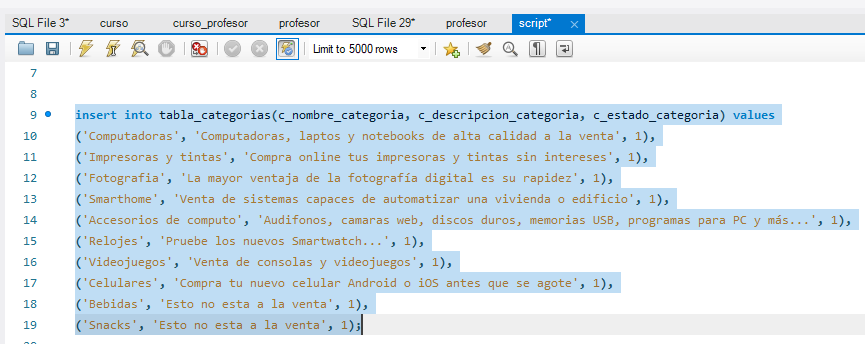 SQL File 3* curso curso_profesor profesor SQL File 29* profesor script* ×
Limit to 5000 rows
7
8
9 insert into tabla_categorias(c_nombre_categoria, c_descripcion_categoria, c_estado_categoria) values
10 ('Computadoras', 'Computadoras, laptos y notebooks de alta calidad a la venta', 1),
11 ('Impresoras y tintas', 'Compra online tus impresoras y tintas sin intereses', 1),
12 ('Fotografia', 'La mayor ventaja de la fotografía digital es su rapidez', 1),
13 ('Smarthome', 'Venta de sistemas capaces de automatizar una vivienda o edificio', 1),
14 ('Accesorios de computo', 'Audifonos, camaras web, discos duros, memorias USB, programas para PC y más...', 1),
15 ('Relojes', 'Pruebe los nuevos Smartwatch...', 1),
16 ('Videojuegos', 'Venta de consolas y videojuegos', 1),
17 ('Celulares', 'Compra tu nuevo celular Android o iOS antes que se agote', 1),
18 ('Bebidas', 'Esto no esta a la venta', 1),
19 ('Snacks', 'Esto no esta a la venta', 1);